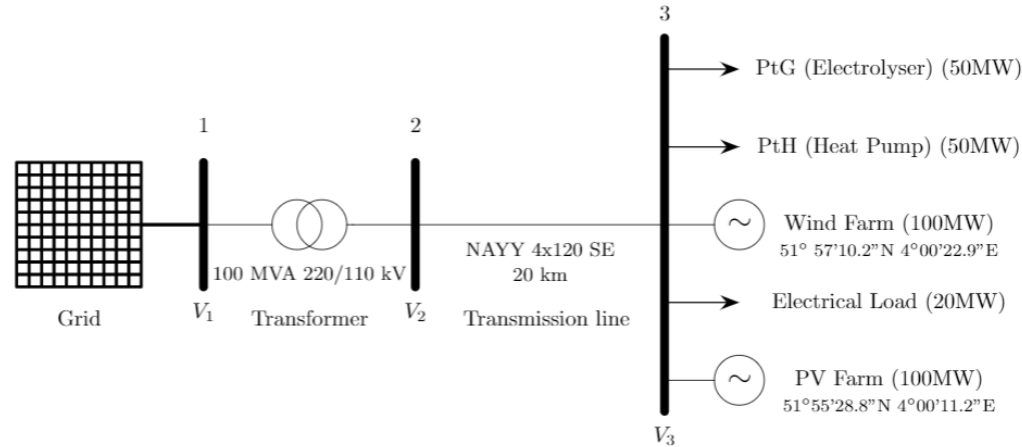 3
PtG (Electrolyser) (50MW)
1
2
PtH (Heat Pump) (50MW)
~
Wind Farm (100MW)
51° 57'10.2"N 4°00'22.9"E
NAYY 4x120 SE
100 MVA 220/110 kV
20 km
Electrical Load (20MW)
Grid
V1
Transformer
V2
Transmission line
~
PV Farm (100MW)
51°55'28.8"N 4°00'11.2"E
V3